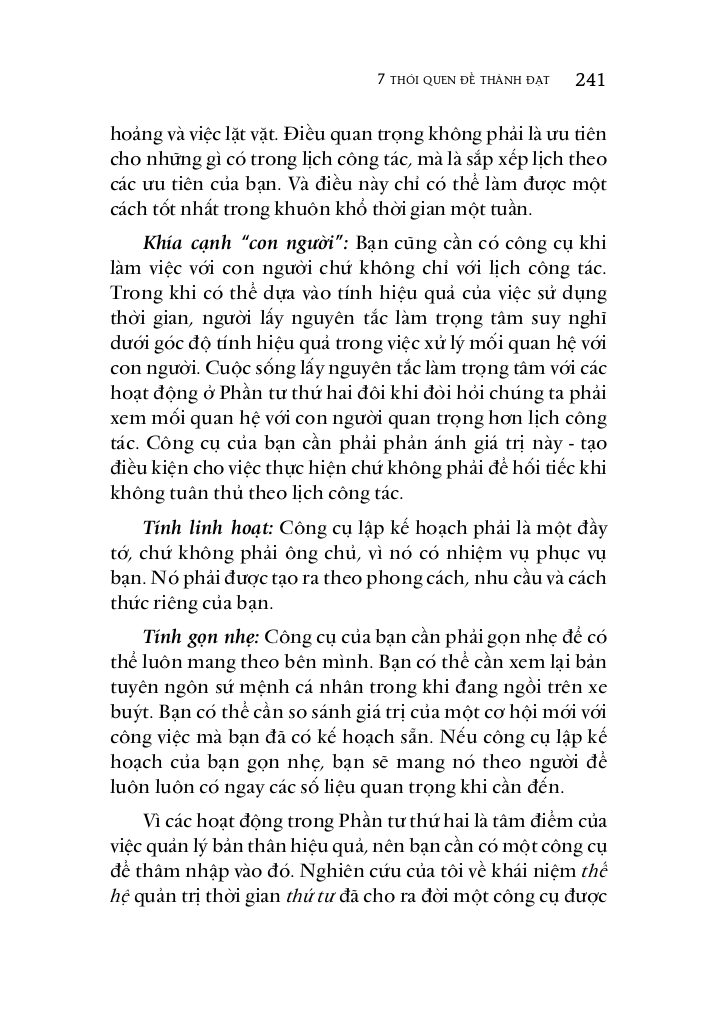 7 THÓI QUEN ĐỂ THÀNH ĐẠT 241
hoảng và việc lặt vặt. Điều quan trọng không phải là ưu tiên
cho những gì có trong lịch công tác, mà là sắp xếp lịch theo
các ưu tiên của bạn. Và điều này chỉ có thể làm được một
cách tốt nhất trong khuôn khổ thời gian một tuần.
Khía cạnh “con người”: Bạn cũng cần có công cụ khi
làm việc với con người chứ không chỉ với lịch công tác.
Trong khi có thể dựa vào tính hiệu quả của việc sử dụng
thời gian, người lấy nguyên tắc làm trọng tâm suy nghĩ
dưới góc độ tính hiệu quả trong việc xử lý mối quan hệ với
con người. Cuộc sống lấy nguyên tắc làm trọng tâm với các
hoạt động ở Phần tư thứ hai đôi khi đòi hỏi chúng ta phải
xem mối quan hệ với con người quan trọng hơn lịch công
tác. Công cụ của bạn cần phải phản ánh giá trị này - tạo
điều kiện cho việc thực hiện chứ không phải để hối tiếc khi
không tuân thủ theo lịch công tác.
Tính linh hoạt: Công cụ lập kế hoạch phải là một đầy
tớ, chứ không phải ông chủ, vì nó có nhiệm vụ phục vụ
bạn. Nó phải được tạo ra theo phong cách, nhu cầu và cách
thức riêng của bạn.
Tính gọn nhẹ: Công cụ của bạn cần phải gọn nhẹ để có
thể luôn mang theo bên mình. Bạn có thể cần xem lại bản
tuyên ngôn sứ mệnh cá nhân trong khi đang ngồi trên xe
buýt. Bạn có thể cần so sánh giá trị của một cơ hội mới với
công việc mà bạn đã có kế hoạch sẵn. Nếu công cụ lập kế
hoạch của bạn gọn nhẹ, bạn sẽ mang nó theo người để
luôn luôn có ngay các số liệu quan trọng khi cần đến.
Vì các hoạt động trong Phần tư thứ hai là tâm điểm của
việc quản lý bản thân hiệu quả, nên bạn cần có một công cụ
để thâm nhập vào đó. Nghiên cứu của tôi về khái niệm thế
hệ quản trị thời gian thứ tư đã cho ra đời một công cụ được